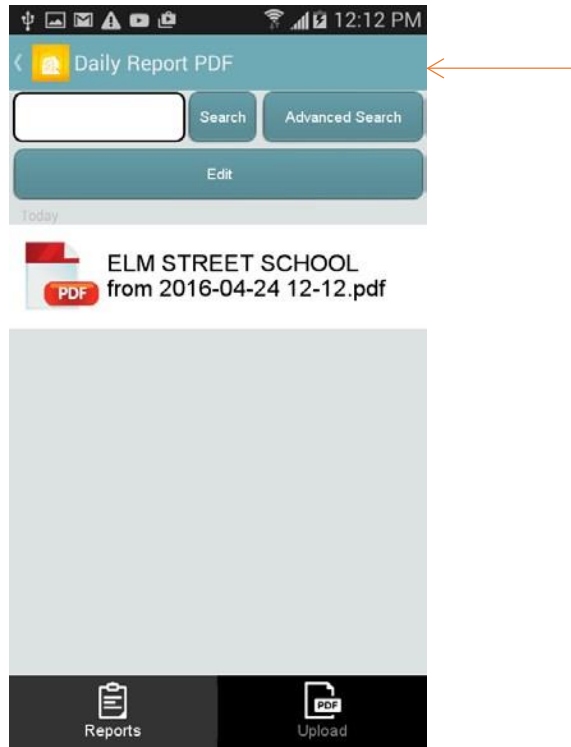 12:12 PM
Daily Report PDF
Search
Advanced Search
Edit
Today
ELM STREET SCHOOL
PDF
from 2016-04-24 12-12.pdf
PDF
Reports
Upload